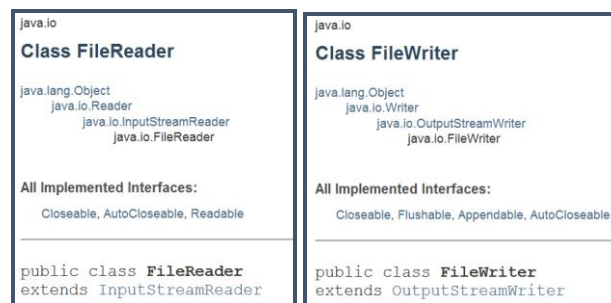 java.io
Class FileReader
java.lang.Object
java.io.Reader
java.io.InputStreamReader
java.io.FileReader
All Implemented Interfaces:
Closeable, AutoCloseable, Readable
public class FileReader
extends InputStreamReader
java.io
Class FileWriter
java.lang.Object
java.io.Writer
java.io.OutputStreamWriter
java.io.FileWriter
All Implemented Interfaces:
Closeable, Flushable, Appendable, AutoCloseable
public class FileWriter
extends OutputStreamWriter